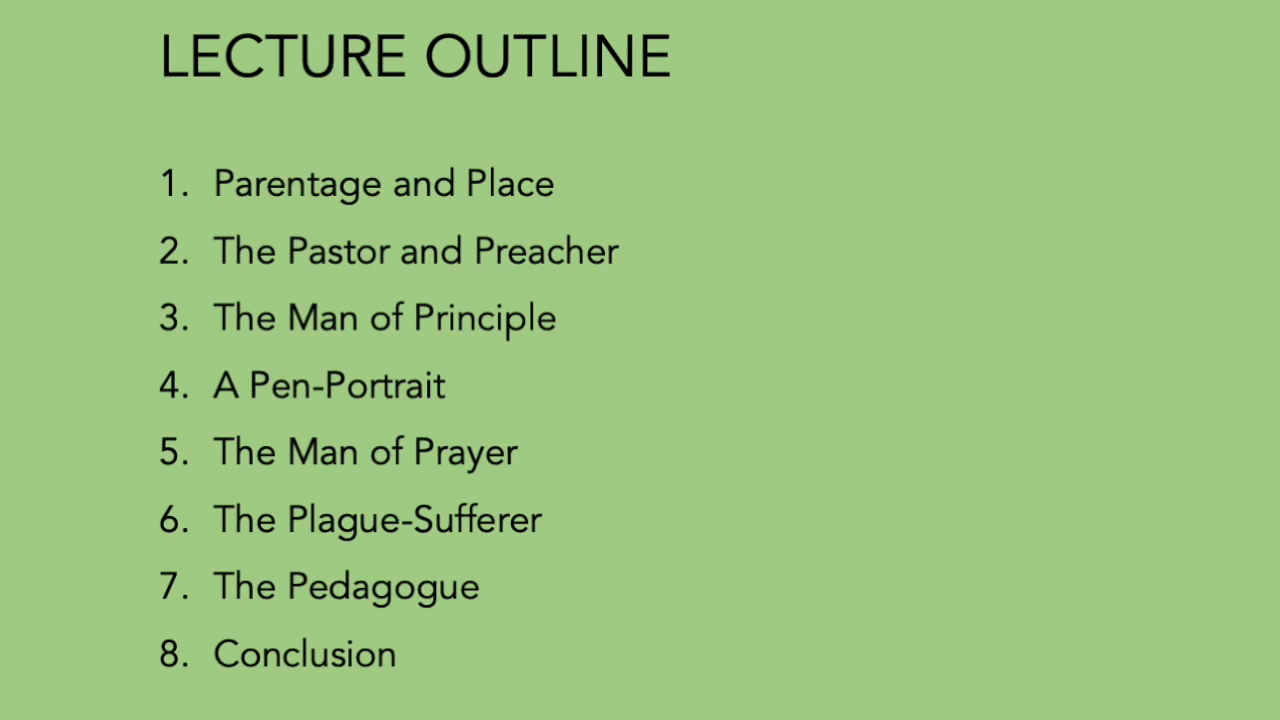 LECTURE OUTLINE
1. Parentage and Place
2. The Pastor and Preacher
3. The Man of Principle
4. A Pen-Portrait
5. The Man of Prayer
6. The Plague-Sufferer
7. The Pedagogue
8. Conclusion